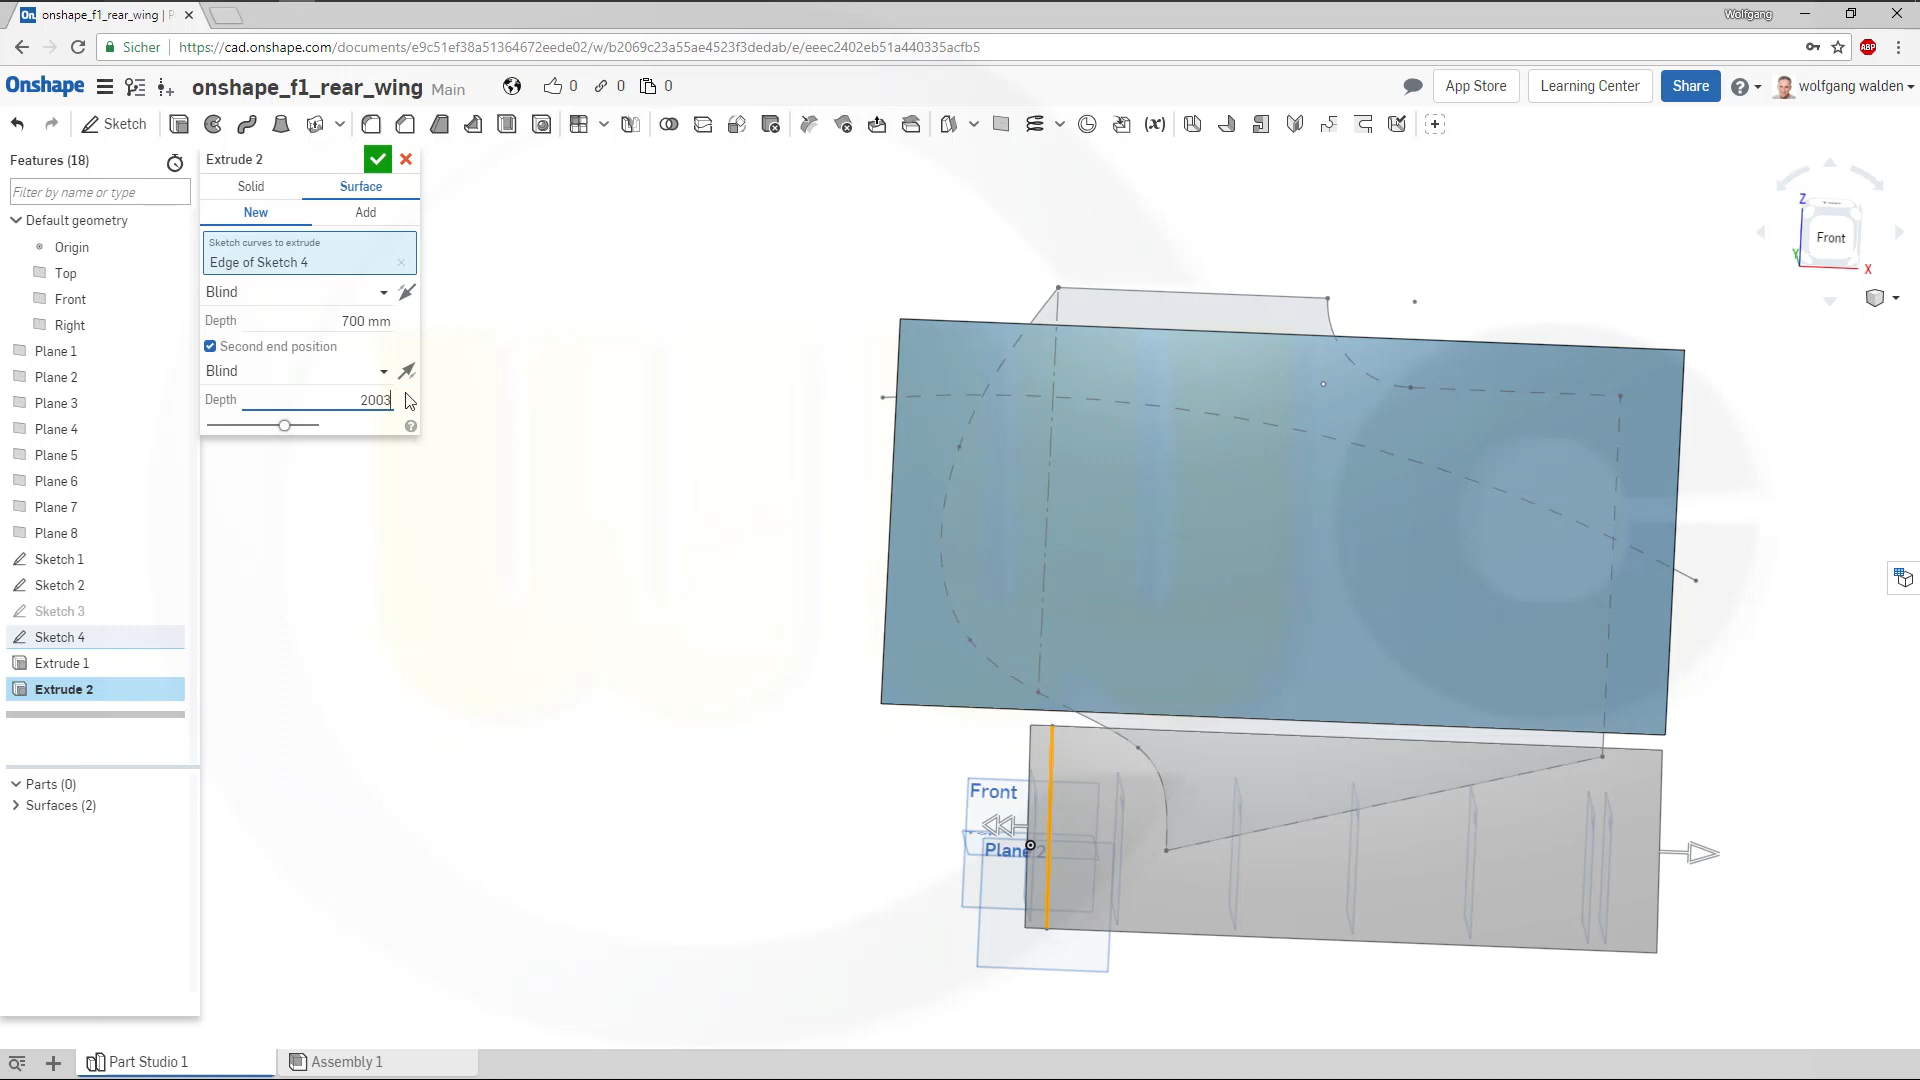 onshape_f1_rear_wing | P
Wolfgang
Sicher
https://cad.onshape.com/documents/e9c51ef38a51364672eede02/w/b2069c23a55ae4523f3dedab/e/eeec2402eb51a440335acfb5
ABP
Onshape
onshape_f1_rear_wing Main
0
0
0
App Store
Learning Center
Share
wolfgang walden
Sketch
(x)
Features (18)
Filter by name or type
Default geometry
Origin
Top
Front
Right
Plane 1
Plane 2
Plane 3
Plane 4
Plane 5
Plane 6
Plane 7
Plane 8
Sketch 1
Sketch 2
Sketch 3
Sketch 4
Extrude 1
Extrude 2
Parts (0)
Surfaces (2)
Extrude 2
Solid Surface
New Add
Sketch curves to extrude
Edge of Sketch 4
Blind
Depth 700 mm
Second end position
Blind
Depth 2003
Z
Front
Y
X
Front
Plane 2
Part Studio 1
Assembly 1